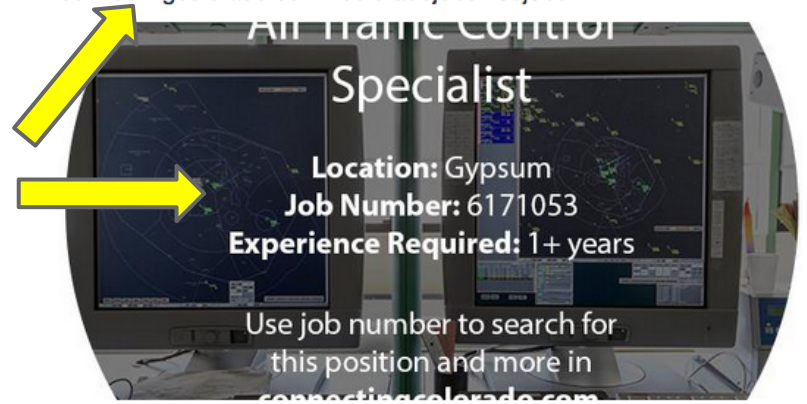 Air Traffic Control
Specialist
Location: Gypsum
Job Number: 6171053
Experience Required: 1+ years
Use job number to search for
this position and more in
connectingcolorado.com